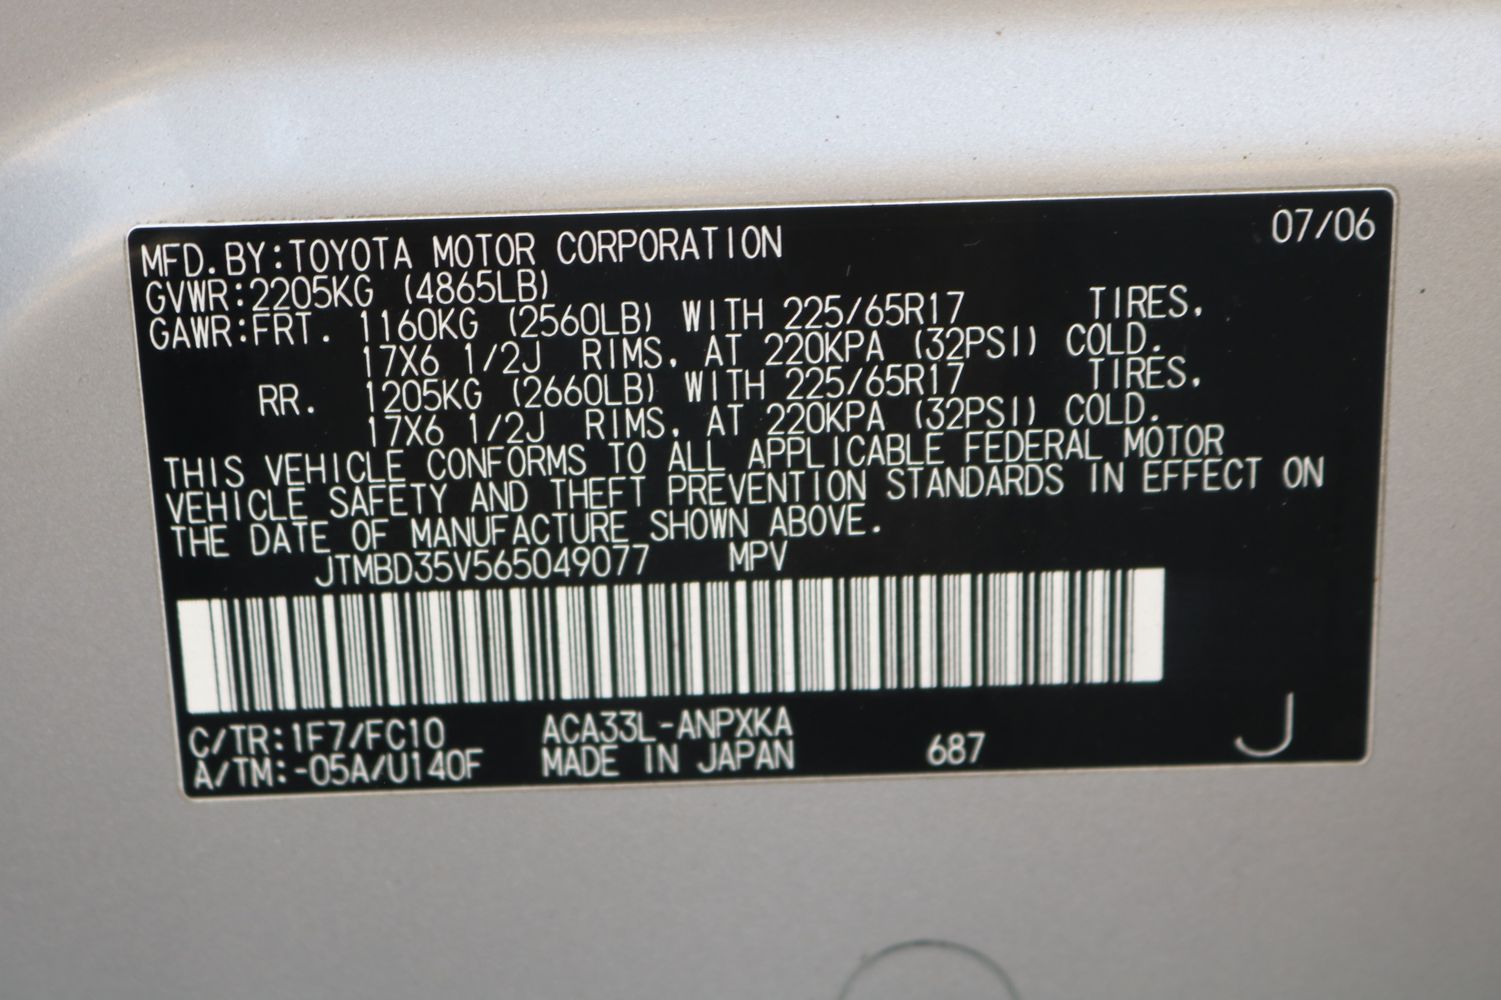 07/06
MFD.BY:TOYOTA MOTOR CORPORATION
GVWR:2205KG (4865LB)
GAWR:FRT. 1160KG (2560LB) WITH 225/65R17 TIRES,
17X6 1/2J RIMS, AT 220KPA (32PSI) COLD.
RR. 1205KG (2660LB) WITH 225/65R17 TIRES,
17X6 1/2J RIMS, AT 220KPA (32PSI) COLD.
THIS VEHICLE CONFORMS TO ALL APPLICABLE FEDERAL MOTOR
VEHICLE SAFETY AND THEFT PREVENTION STANDARDS IN EFFECT ON
THE DATE OF MANUFACTURE SHOWN ABOVE.
JTMBD35V565049077 MPV
C/TR:1F7/FC10 ACA33L-ANPXKA
A/TM:-05A/U140F MADE IN JAPAN 687 J